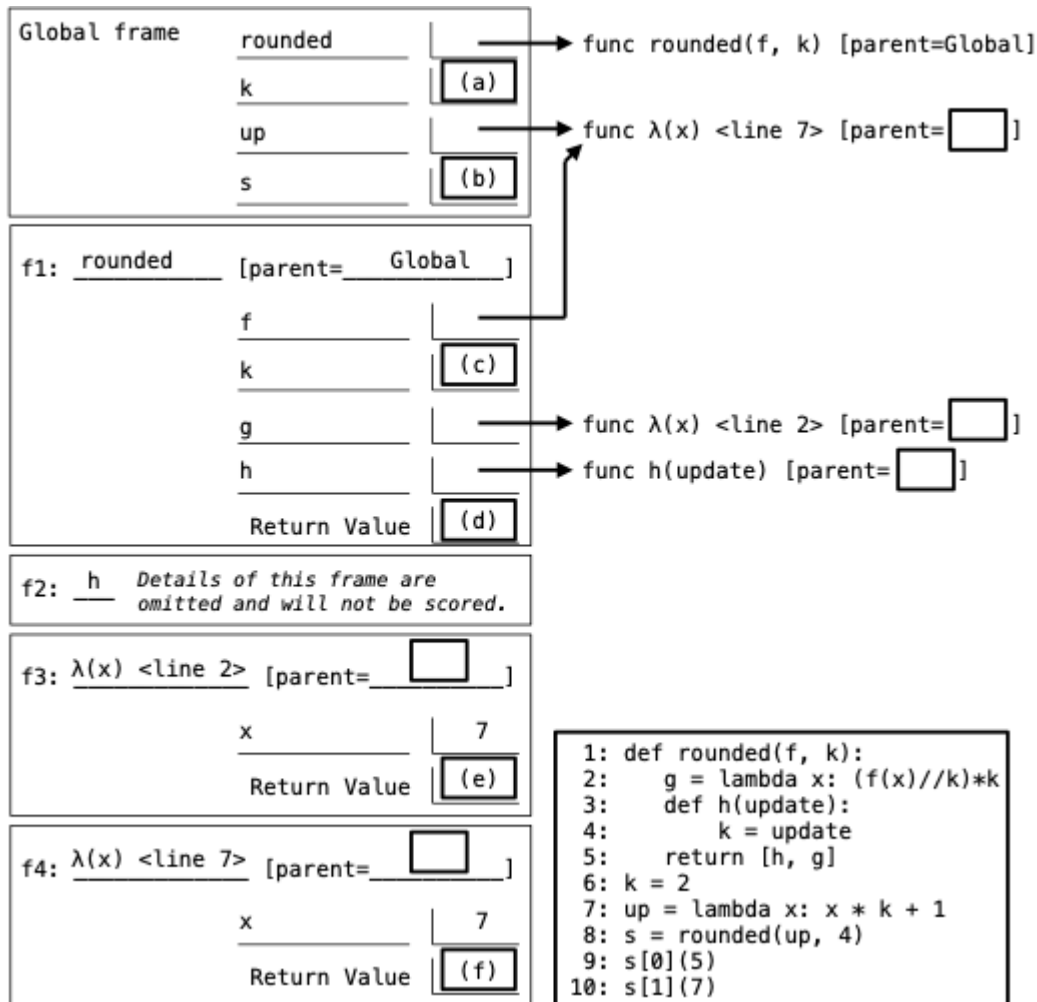 Global frame
rounded
func rounded(f, k) [parent=Global]
k
(a)
up
func λ(x) <line 7> [parent= ]
s
(b)
f1: rounded [parent= Global ]
f
k
(c)
g
func λ(x) <line 2> [parent= ]
h
func h(update) [parent= ]
Return Value
(d)
f2: h Details of this frame are
omitted and will not be scored.
f3: λ(x) <line 2> [parent= ]
x 7
Return Value (e)
f4: λ(x) <line 7> [parent= ]
x 7
Return Value (f)
1: def rounded(f, k):
2:     g = lambda x: (f(x)//k)*k
3:     def h(update):
4:         k = update
5:     return [h, g]
6: k = 2
7: up = lambda x: x * k + 1
8: s = rounded(up, 4)
9: s[0](5)
10: s[1](7)